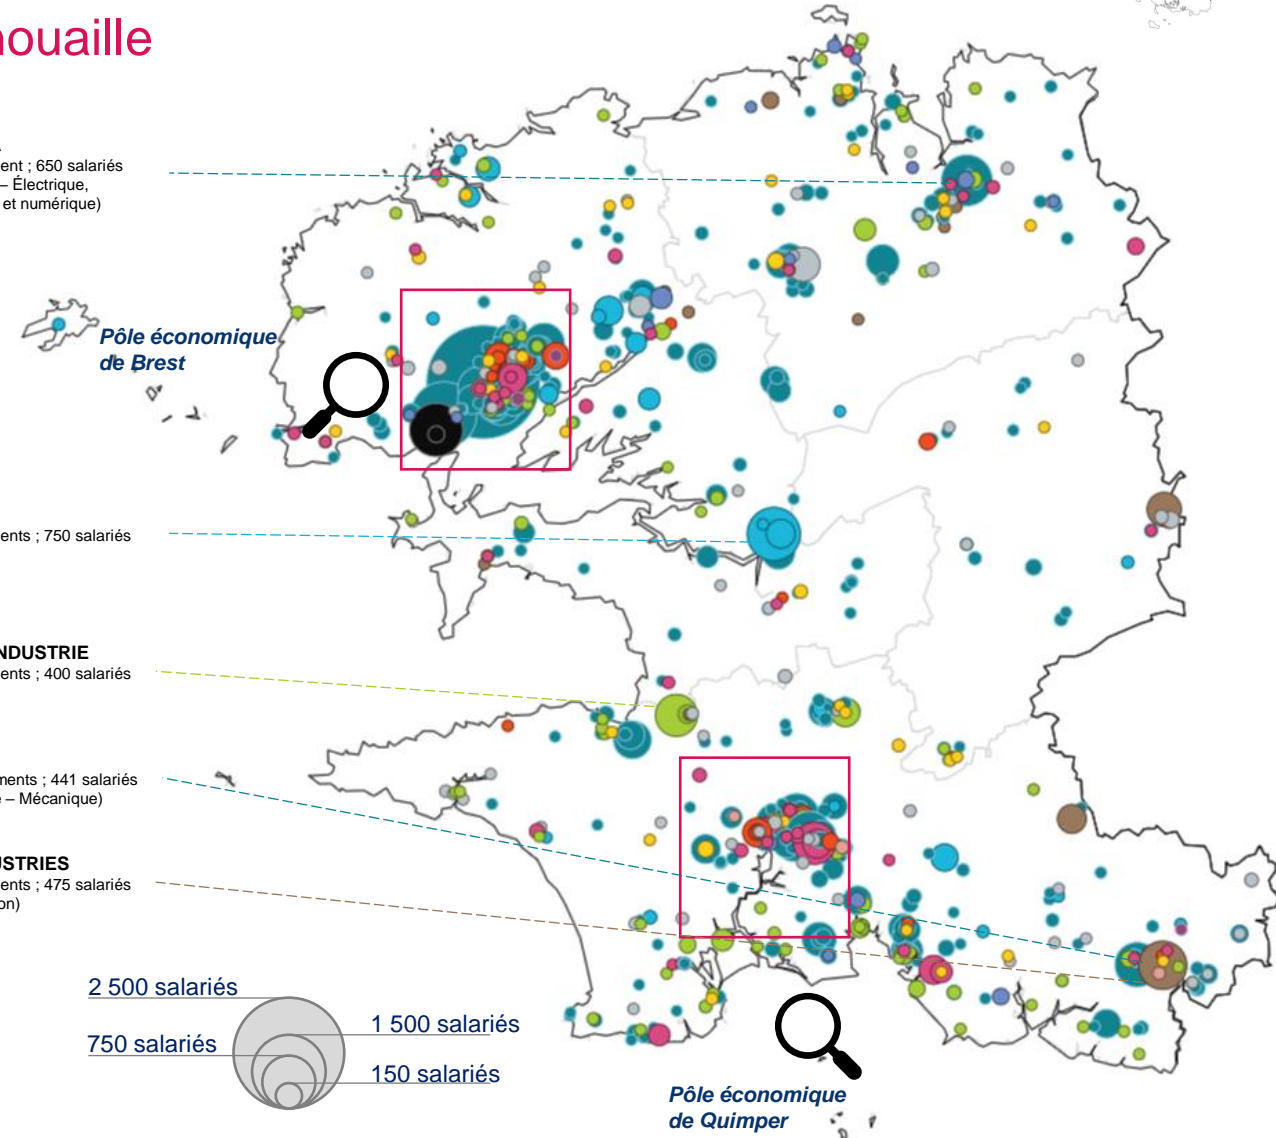 nouaille
ent ; 650 salariés
– Électrique,
et numérique)
Pôle économique
de Brest
ents ; 750 salariés
NDUSTRIE
ents ; 400 salariés
ments ; 441 salariés
e – Mécanique)
USTRIES
ents ; 475 salariés
on)
2 500 salariés
1 500 salariés
750 salariés
150 salariés
Pôle économique
de Quimper